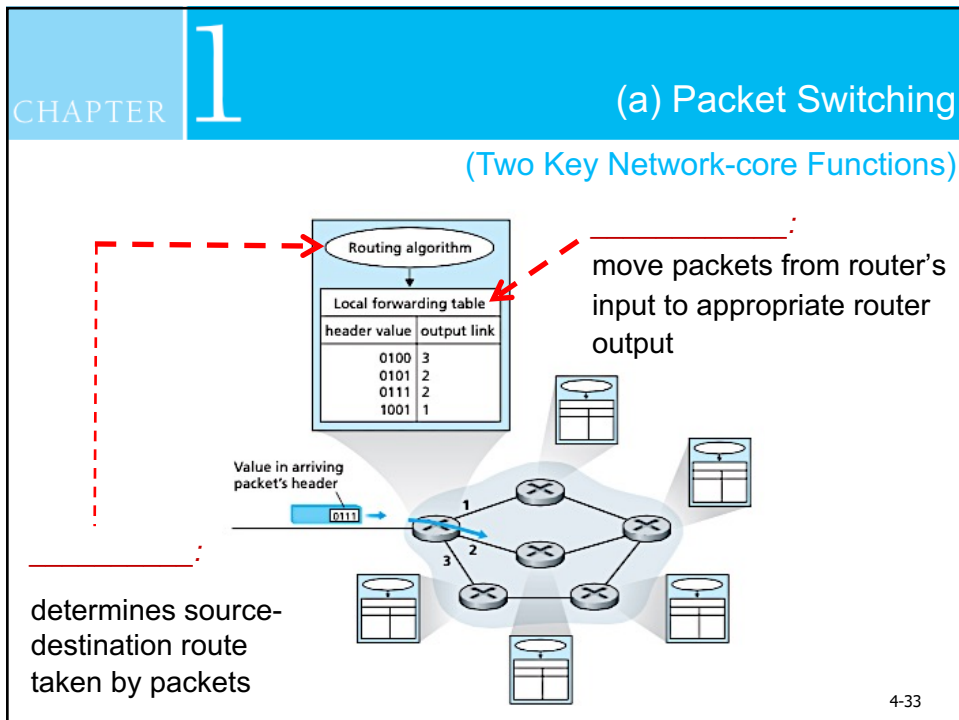 CHAPTER 1
(a) Packet Switching
(Two Key Network-core Functions)
Routing algorithm
Local forwarding table
header value output link
0100 3
0101 2
0111 2
1001 1
____________:
move packets from router's
input to appropriate router
output
Value in arriving
packet's header
0111
1
2
3
__________:
determines source-
destination route
taken by packets
4-33